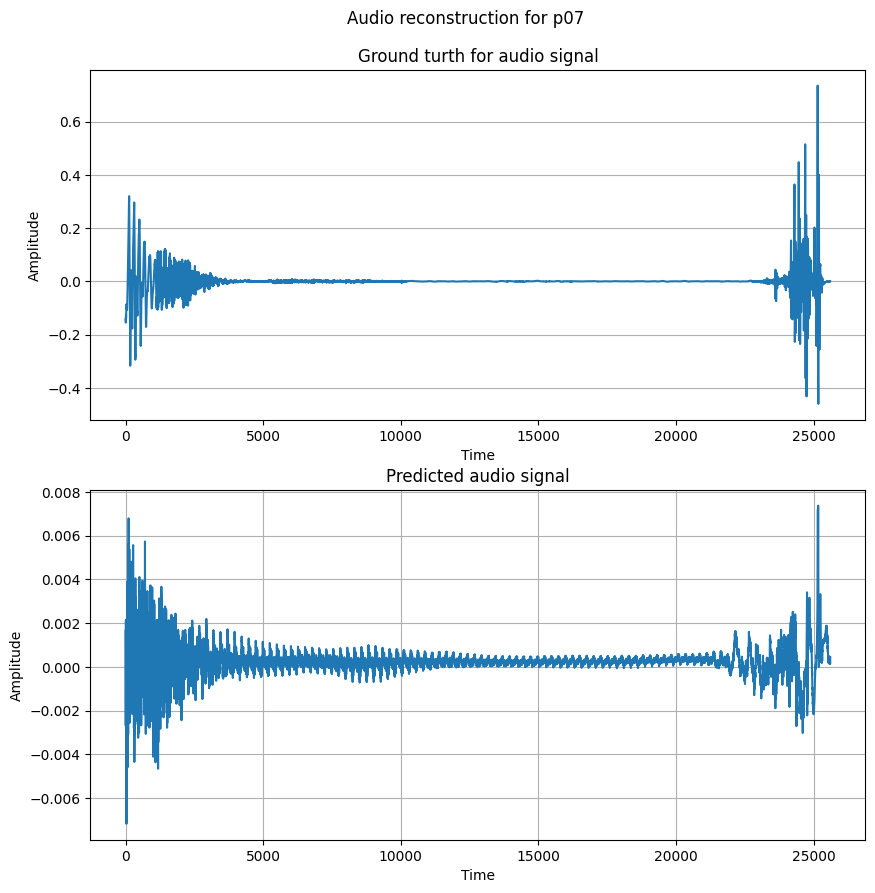 Audio reconstruction for p07
Ground turth for audio signal
0.6
0.4
0.2
0.0
−0.2
−0.4
Amplitude
0 5000 10000 15000 20000 25000
Time
Predicted audio signal
0.008
0.006
0.004
0.002
0.000
−0.002
−0.004
−0.006
Amplitude
0 5000 10000 15000 20000 25000
Time